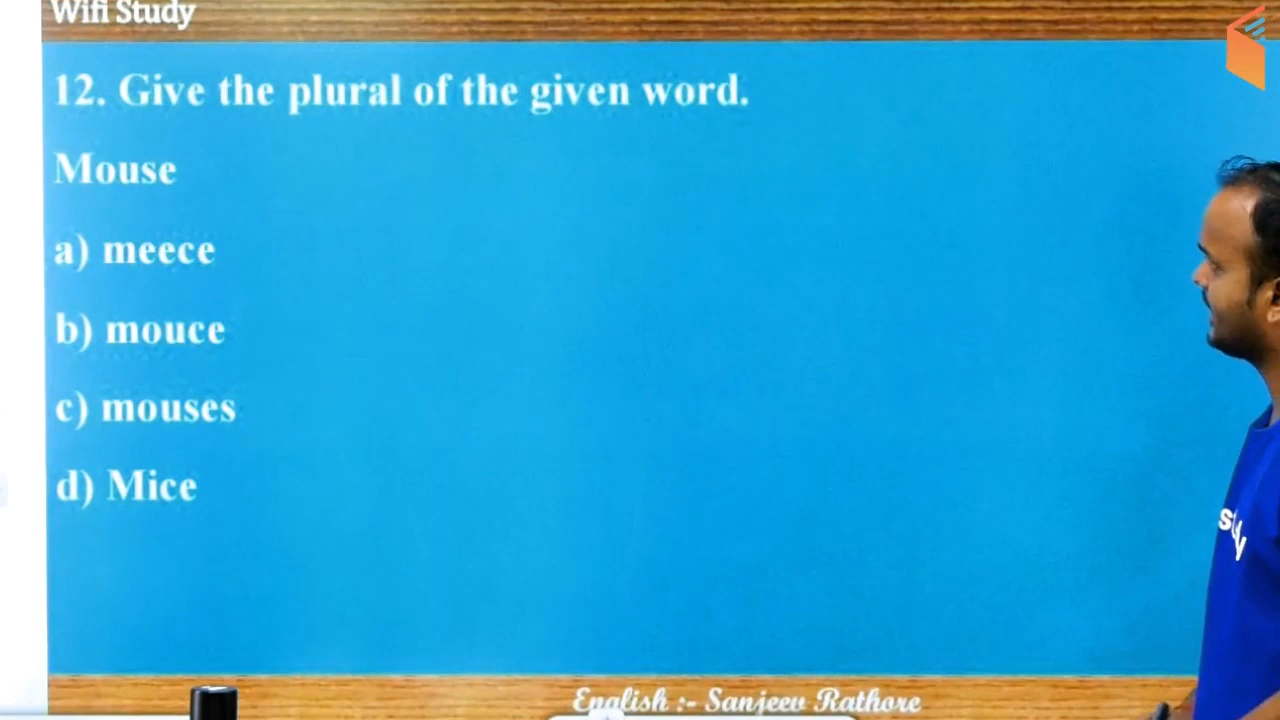 Wifi Study
12. Give the plural of the given word.
Mouse
a) meece
b) mouce
c) mouses
d) Mice
English :- Sanjeev Rathore